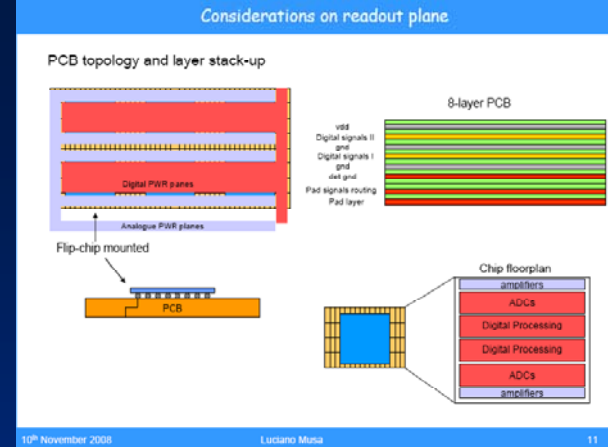 Considerations on readout plane
PCB topology and layer stack-up
8-layer PCB
vdd
Digital signals II
gnd
Digital signals I
gnd
det gnd
Pad signals routing
Pad layer
Digital PWR panes
Analogue PWR planes
Flip-chip mounted
PCB
Chip floorplan
amplifiers
ADCs
Digital Processing
Digital Processing
ADCs
amplifiers
10th November 2008
Luciano Musa
11